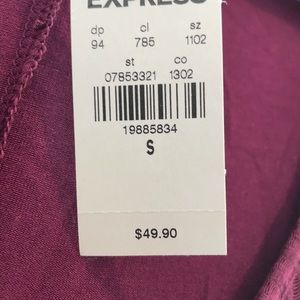 EXPRESS
dp cl sz
94 785 1102
st co
07853321 1302
19885834
S
$49.90